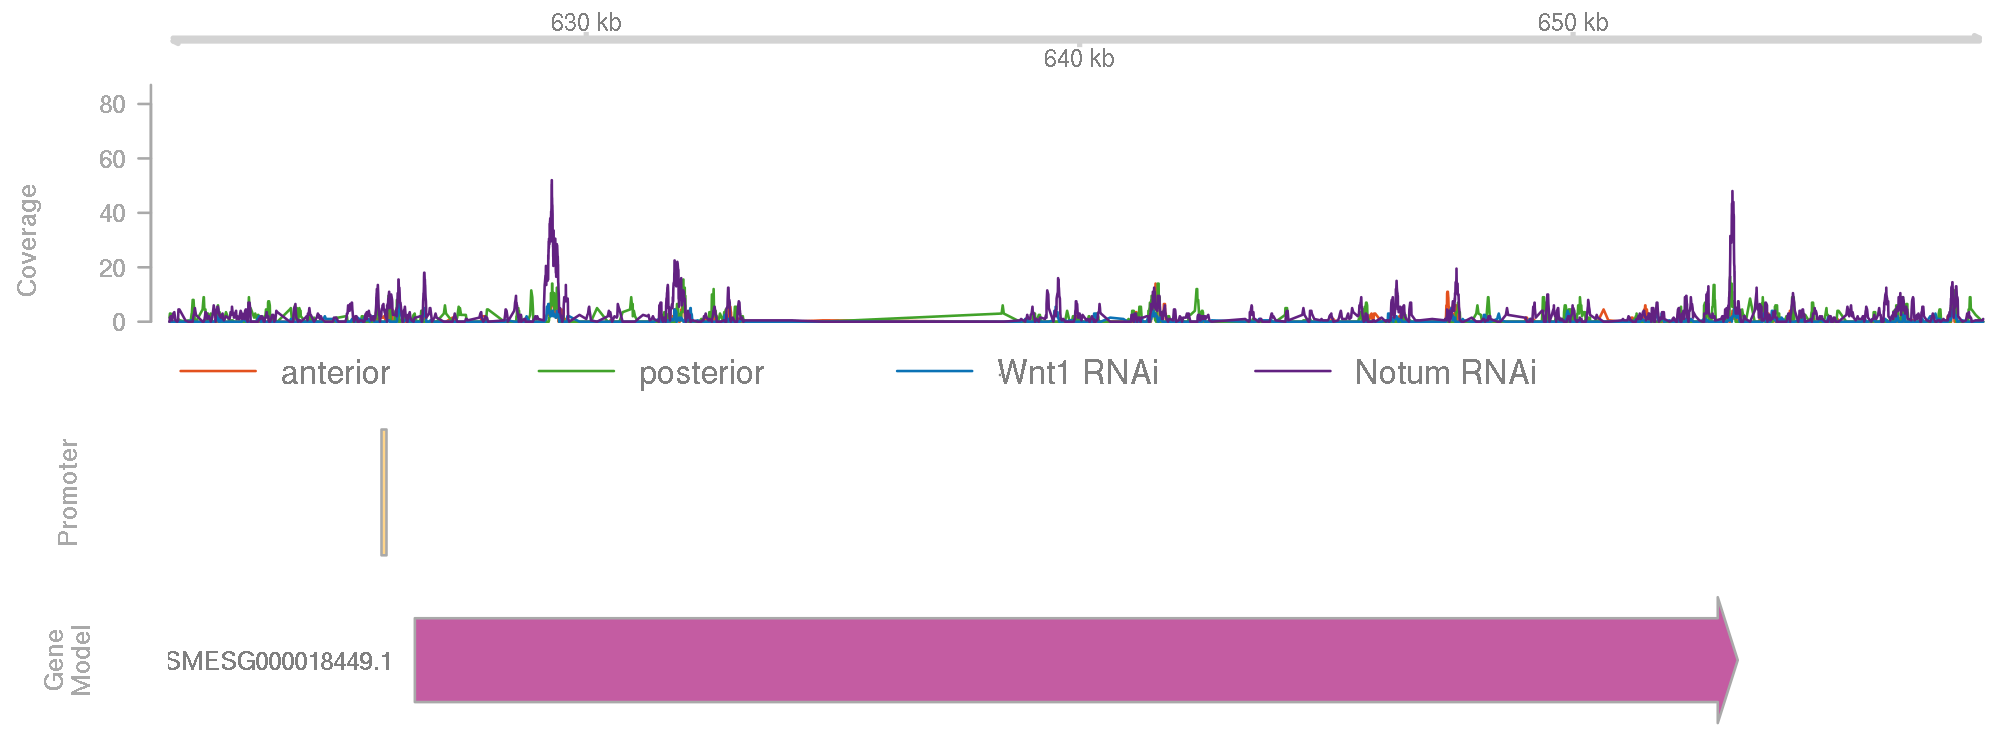 630 kb
650 kb
640 kb
Coverage
80
60
40
20
0
anterior
posterior
Wnt1 RNAi
Notum RNAi
Promoter
Gene
Model
SMESG000018449.1